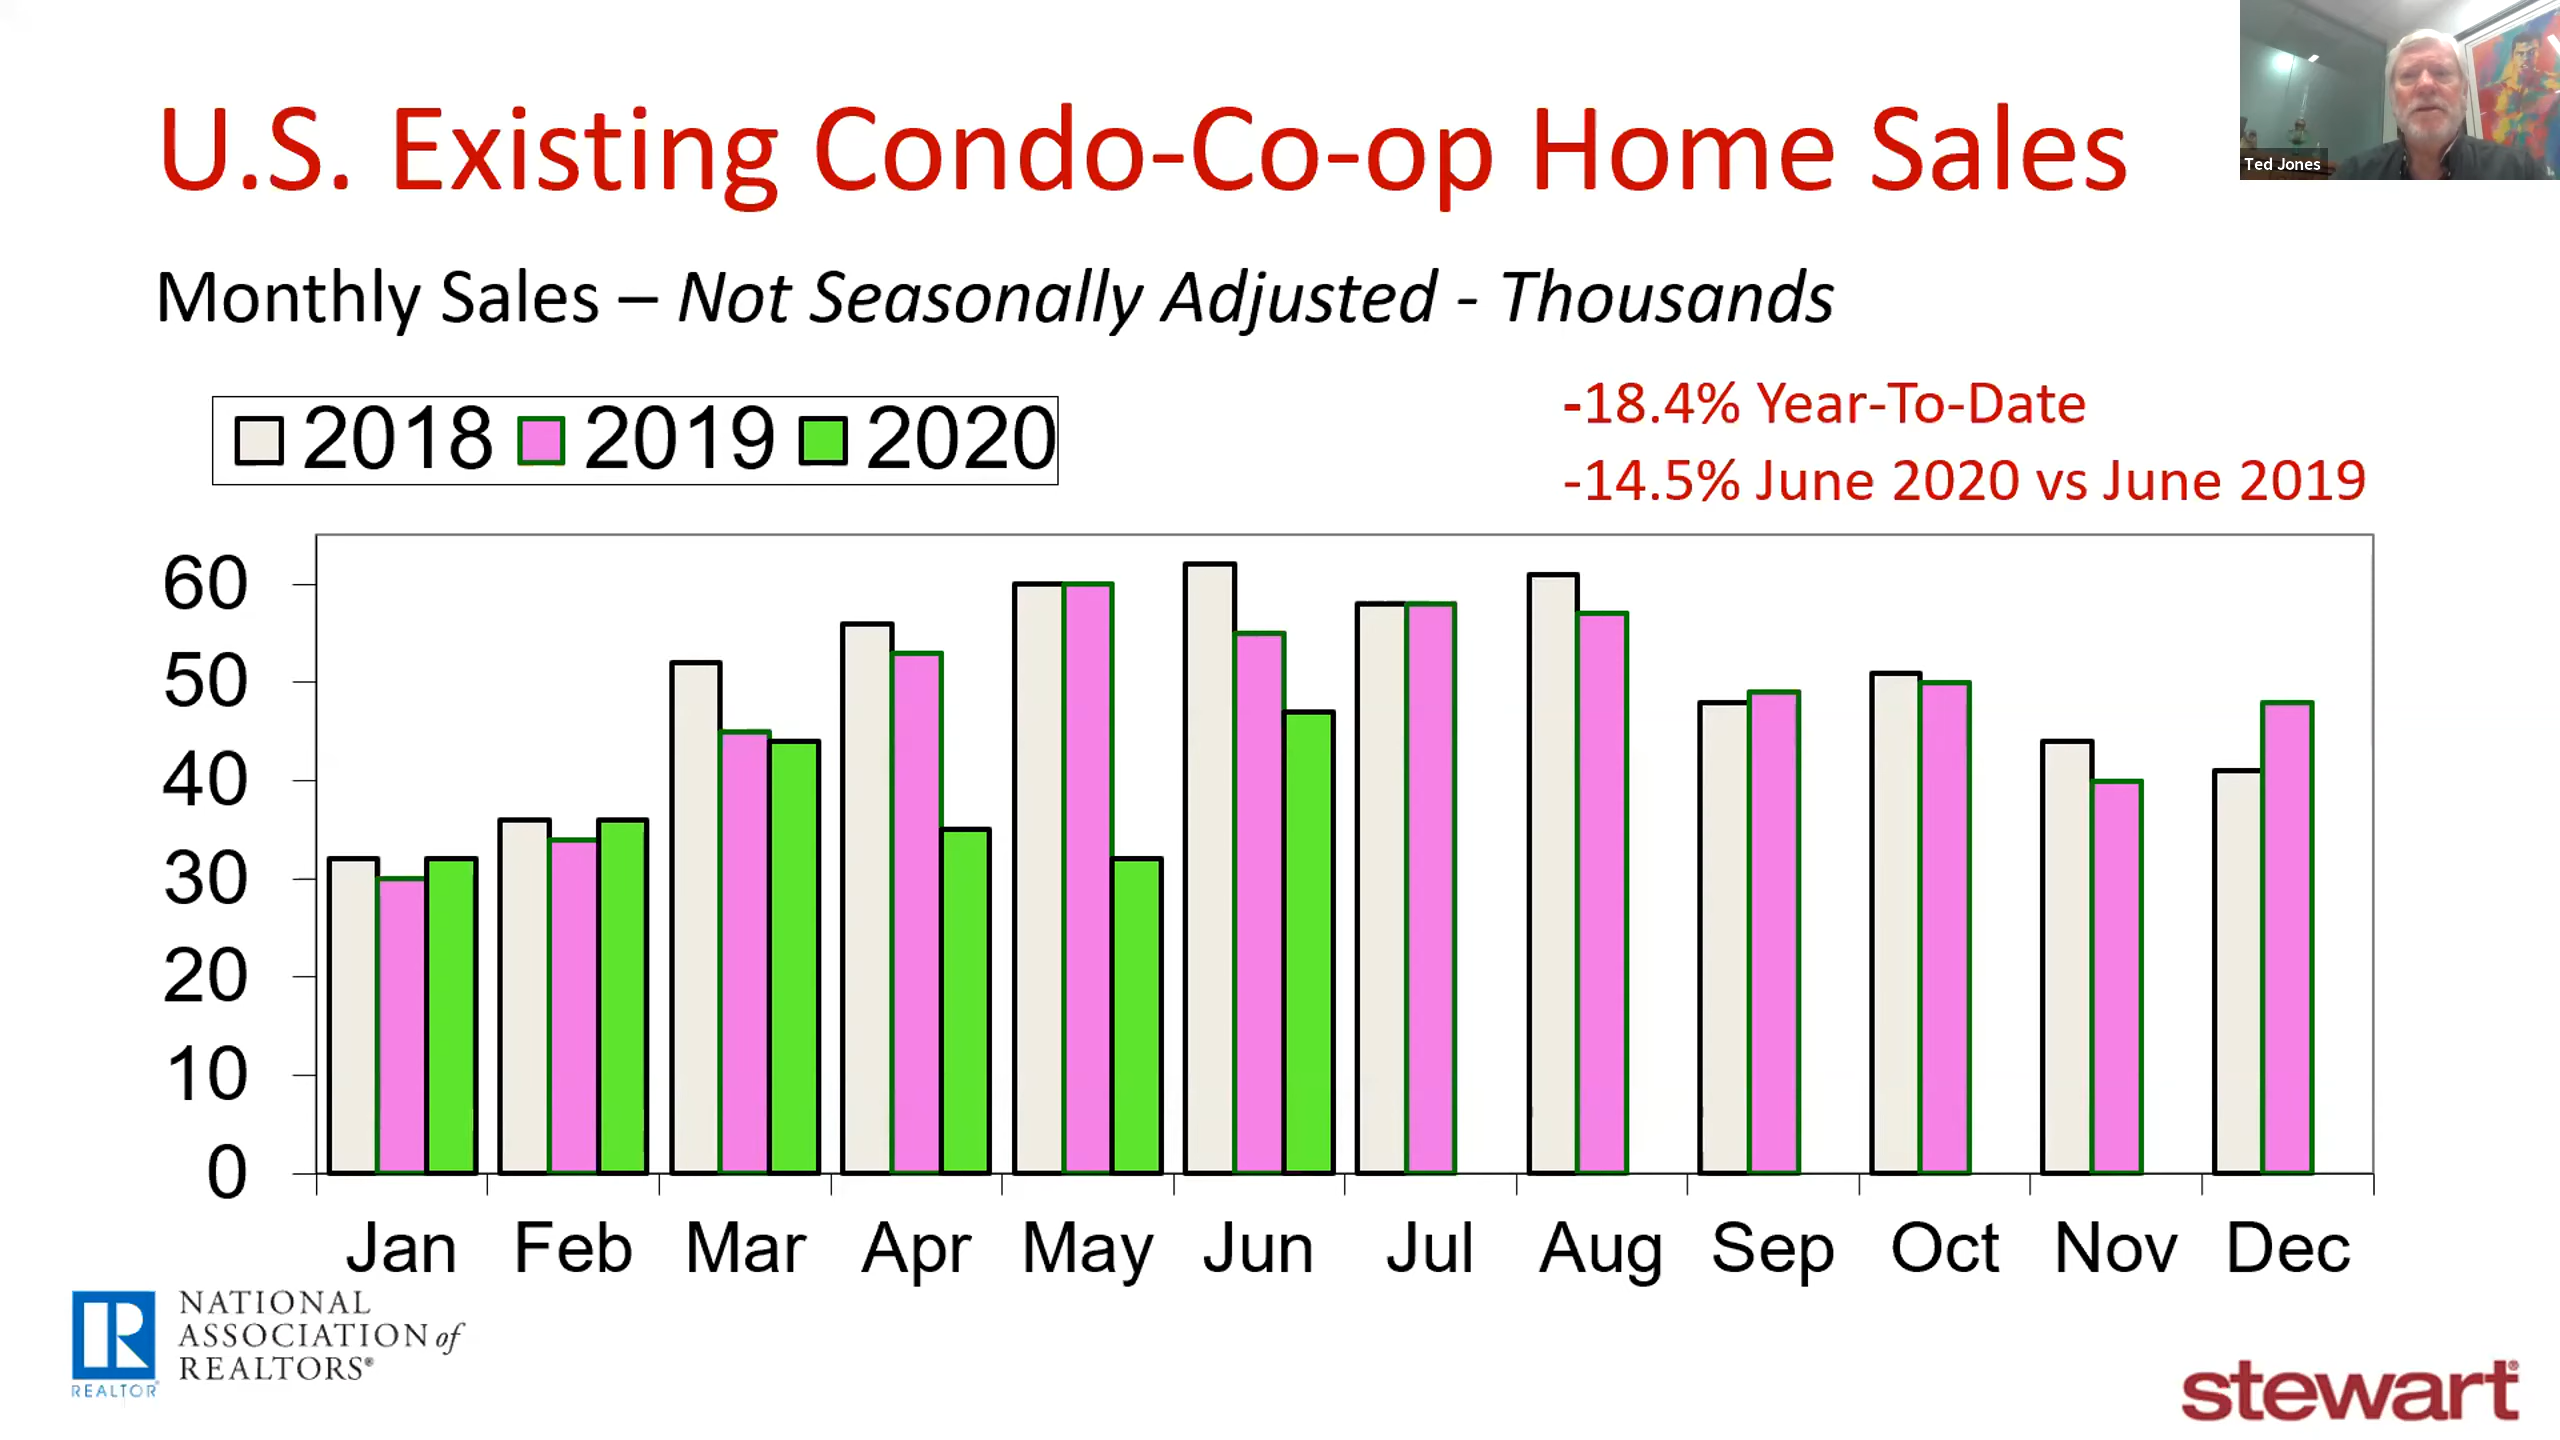 U.S. Existing Condo-Co-op Home Sales
Ted Jones
Monthly Sales – Not Seasonally Adjusted - Thousands
2018 2019 2020
-18.4% Year-To-Date
-14.5% June 2020 vs June 2019
60
50
40
30
20
10
0
Jan Feb Mar Apr May Jun Jul Aug Sep Oct Nov Dec
NATIONAL
ASSOCIATION of
REALTORS®
REALTOR®
stewart®